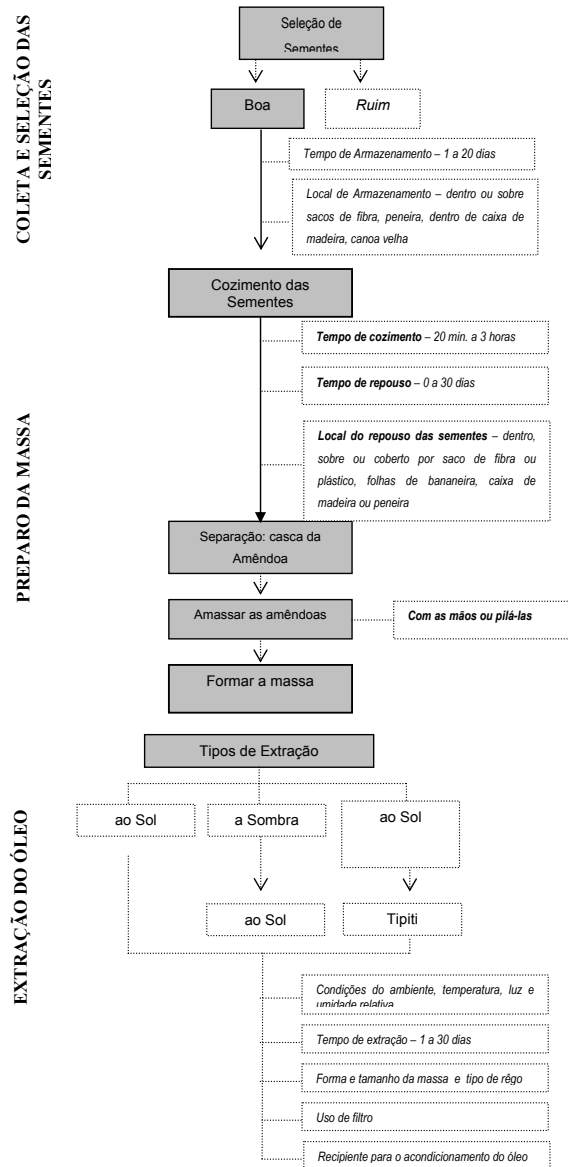 COLETA E SELEÇÃO DAS
SEMENTES
Seleção de
Sementes
Boa
Ruim
Tempo de Armazenamento – 1 a 20 dias
Local de Armazenamento – dentro ou sobre
sacos de fibra, peneira, dentro de caixa de
madeira, canoa velha
PREPARO DA MASSA
Cozimento das
Sementes
Tempo de cozimento – 20 min. a 3 horas
Tempo de repouso – 0 a 30 dias
Local do repouso das sementes – dentro,
sobre ou coberto por saco de fibra ou
plástico, folhas de bananeira, caixa de
madeira ou peneira
Separação: casca da
Amêndoa
Amassar as amêndoas
Com as mãos ou pilá-las
Formar a massa
EXTRAÇÃO DO ÓLEO
Tipos de Extração
ao Sol
a Sombra
ao Sol
ao Sol
Tipiti
Condições do ambiente, temperatura, luz e
umidade relativa
Tempo de extração – 1 a 30 dias
Forma e tamanho da massa e tipo de rêgo
Uso de filtro
Recipiente para o acondicionamento do óleo